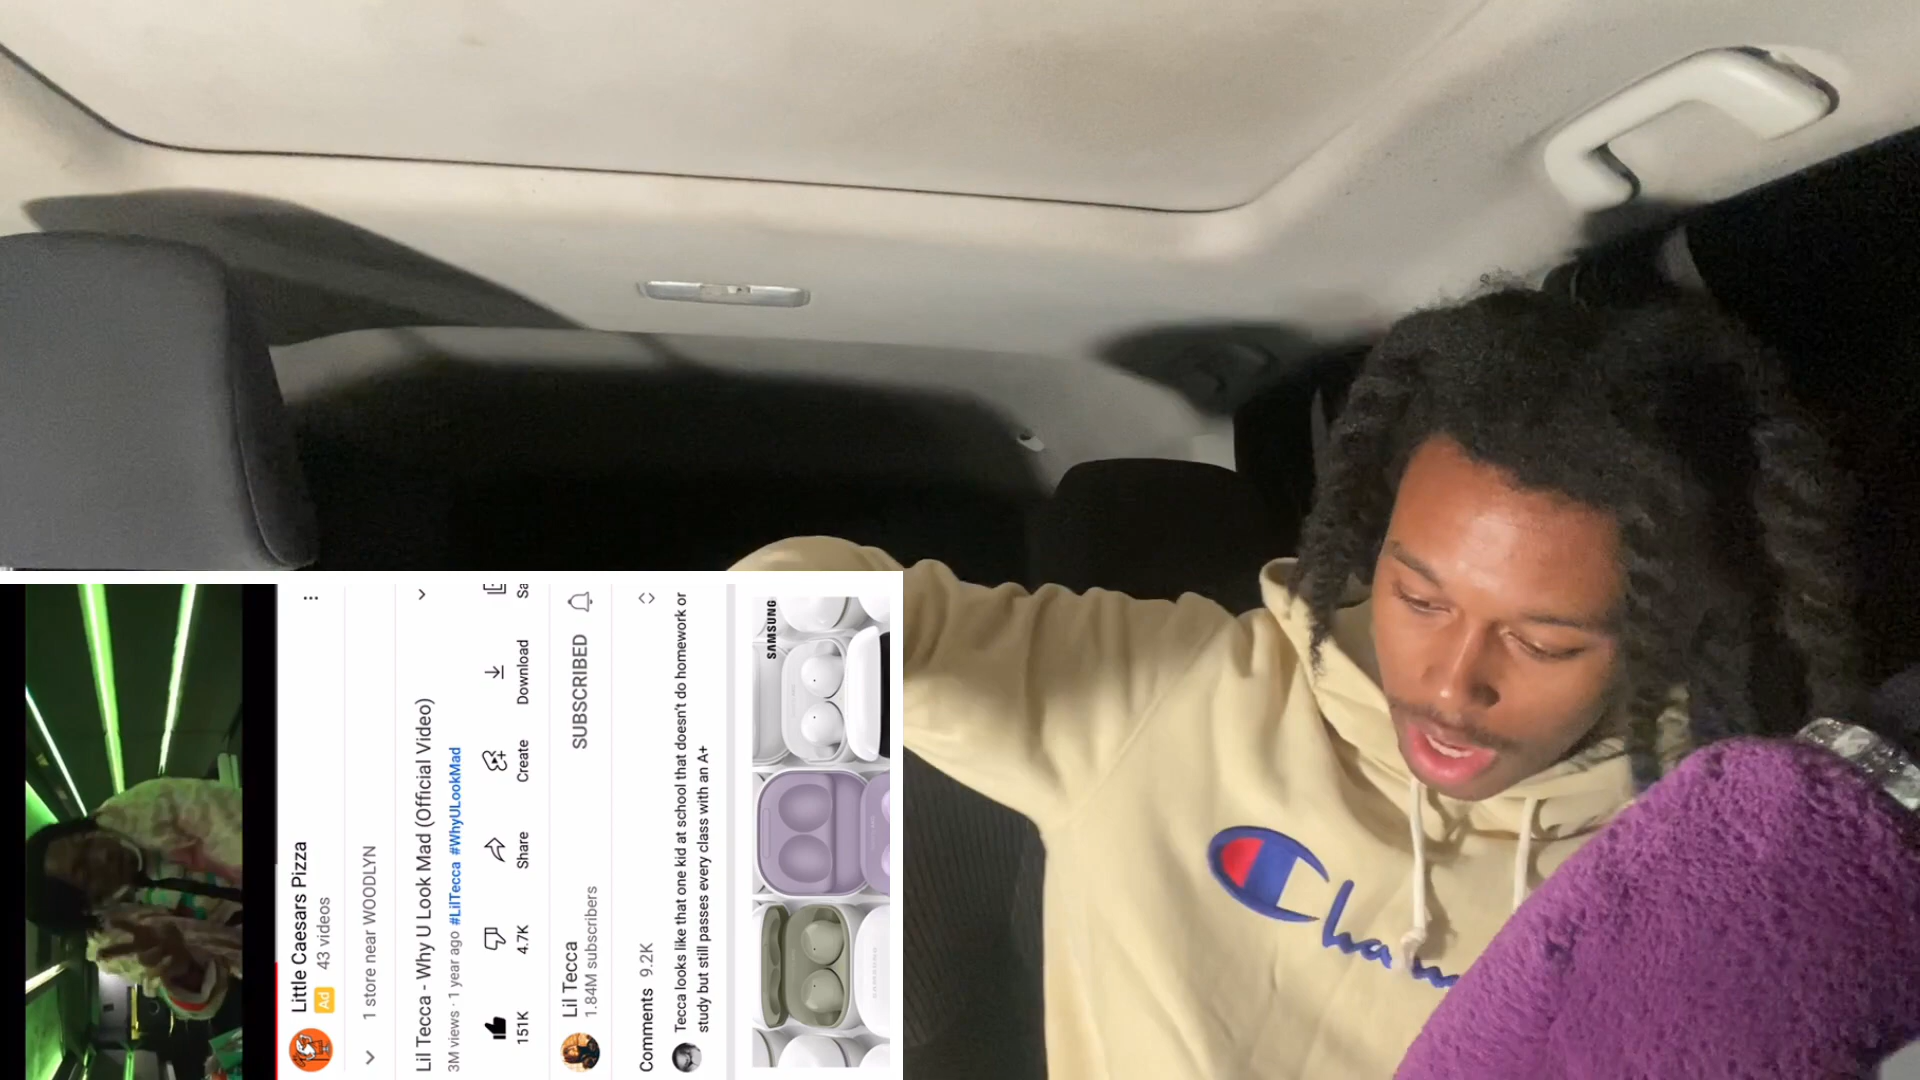 Little Caesars Pizza
Ad 43 videos
1 store near WOODLYN
Lil Tecca - Why U Look Mad (Official Video)
3M views · 1 year ago #LilTecca #WhyULookMad
151K
4.7K
Share
Create
Download
Sa
Lil Tecca
1.84M subscribers
SUBSCRIBED
Comments 9.2K
Tecca looks like that one kid at school that doesn't do homework or
study but still passes every class with an A+
SAMSUNG
SAMSUNG
Cham